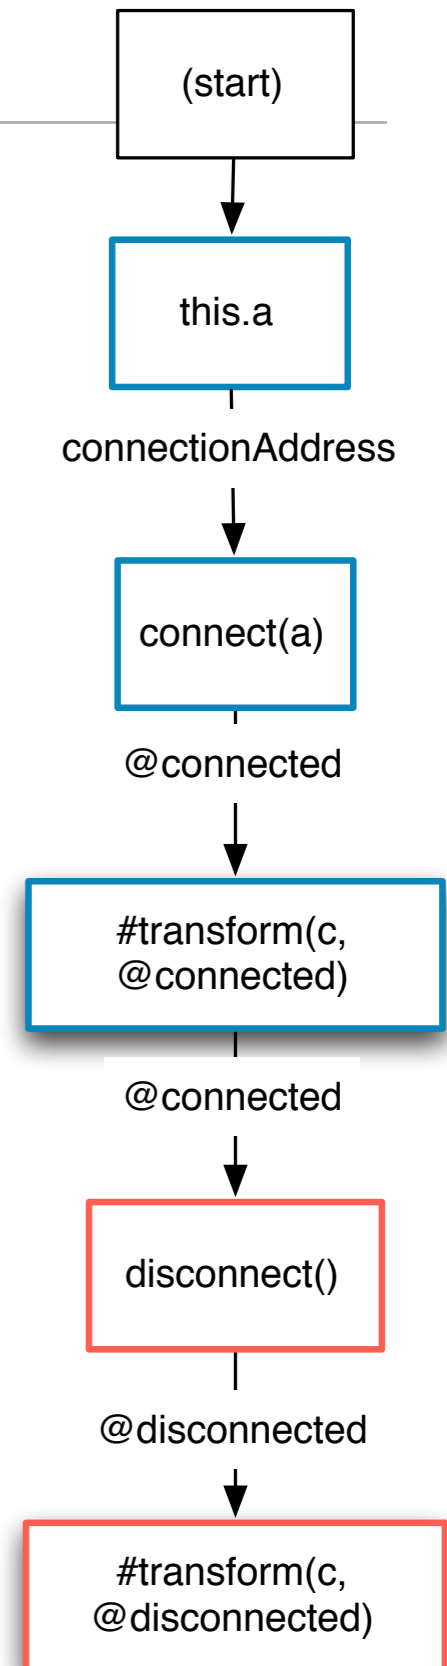 (start)
this.a
connectionAddress
connect(a)
@connected
#transform(c,
@connected)
@connected
disconnect()
@disconnected
#transform(c,
@disconnected)